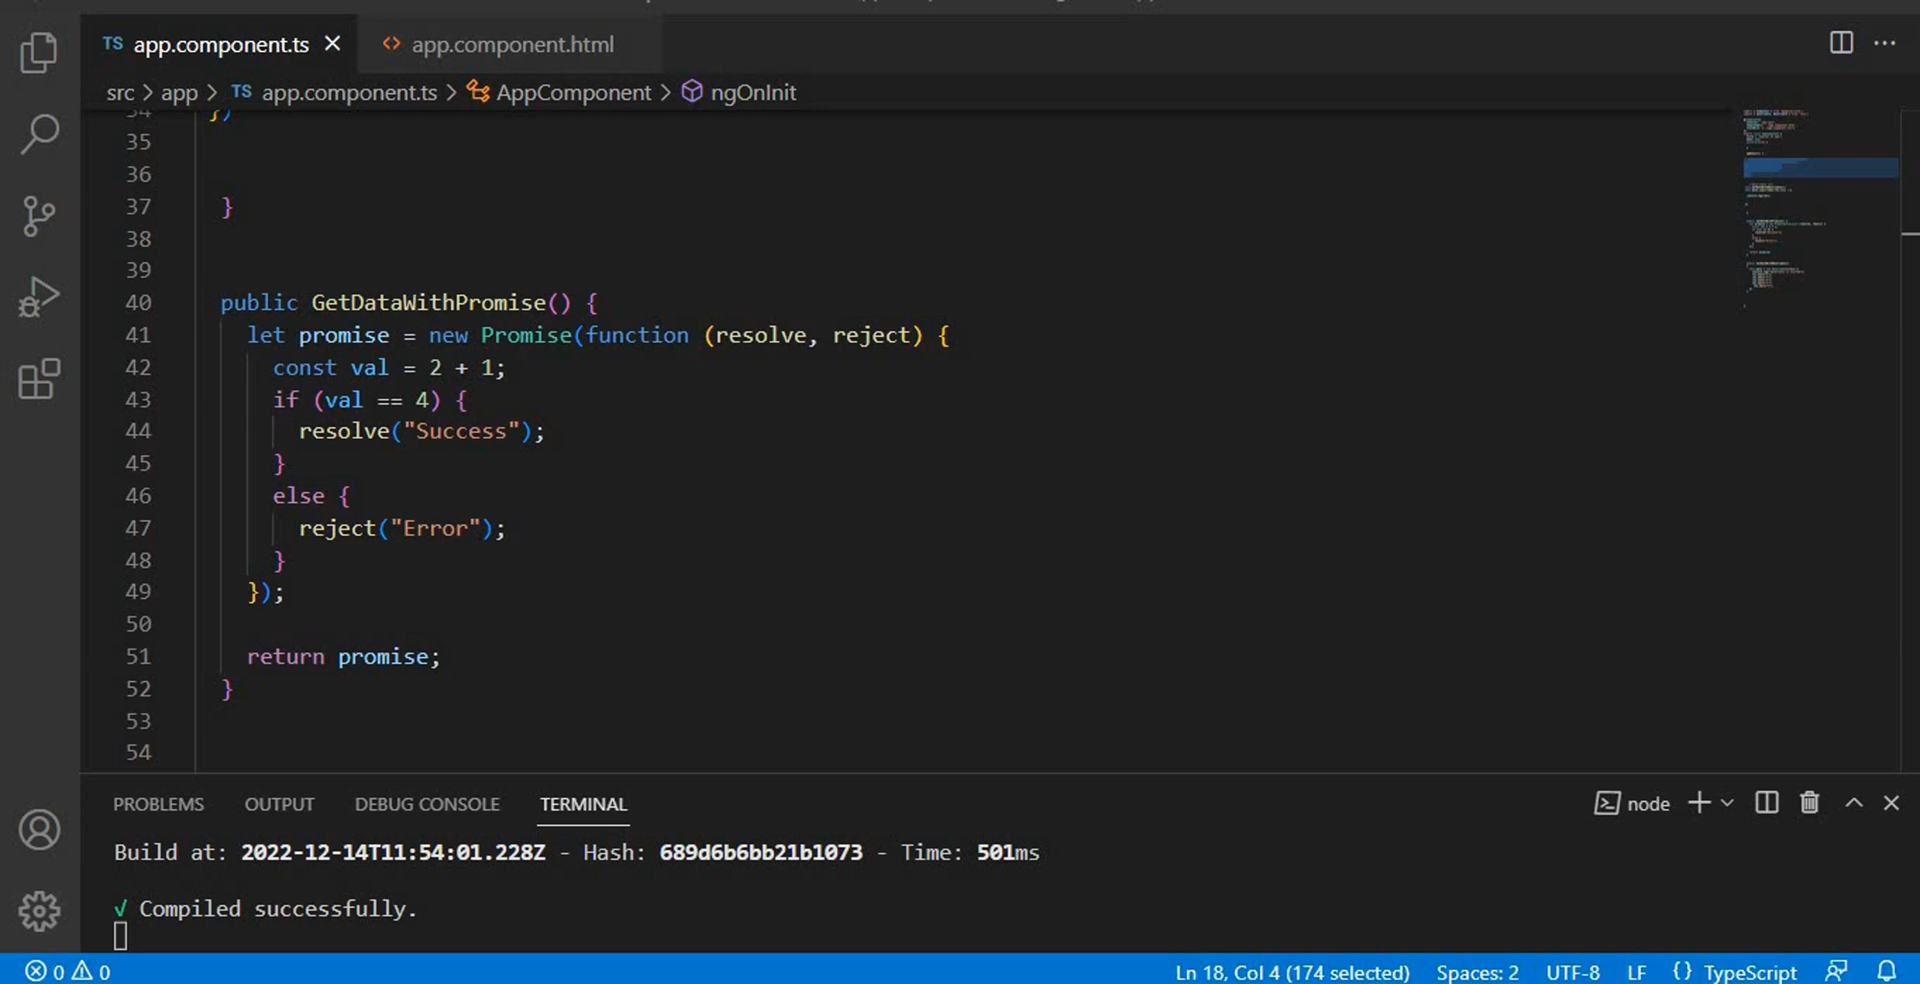 TS app.component.ts
<> app.component.html
src > app > TS app.component.ts > AppComponent > ngOnInit
34 })
35
36
37 }
38
39
40 public GetDataWithPromise() {
41 let promise = new Promise(function (resolve, reject) {
42 const val = 2 + 1;
43 if (val == 4) {
44 resolve("Success");
45 }
46 else {
47 reject("Error");
48 }
49 });
50
51 return promise;
52 }
53
54
PROBLEMS OUTPUT DEBUG CONSOLE TERMINAL node
Build at: 2022-12-14T11:54:01.228Z - Hash: 689d6b6bb21b1073 - Time: 501ms
√ Compiled successfully.
0 0 Ln 18, Col 4 (174 selected) Spaces: 2 UTF-8 LF {} TypeScript